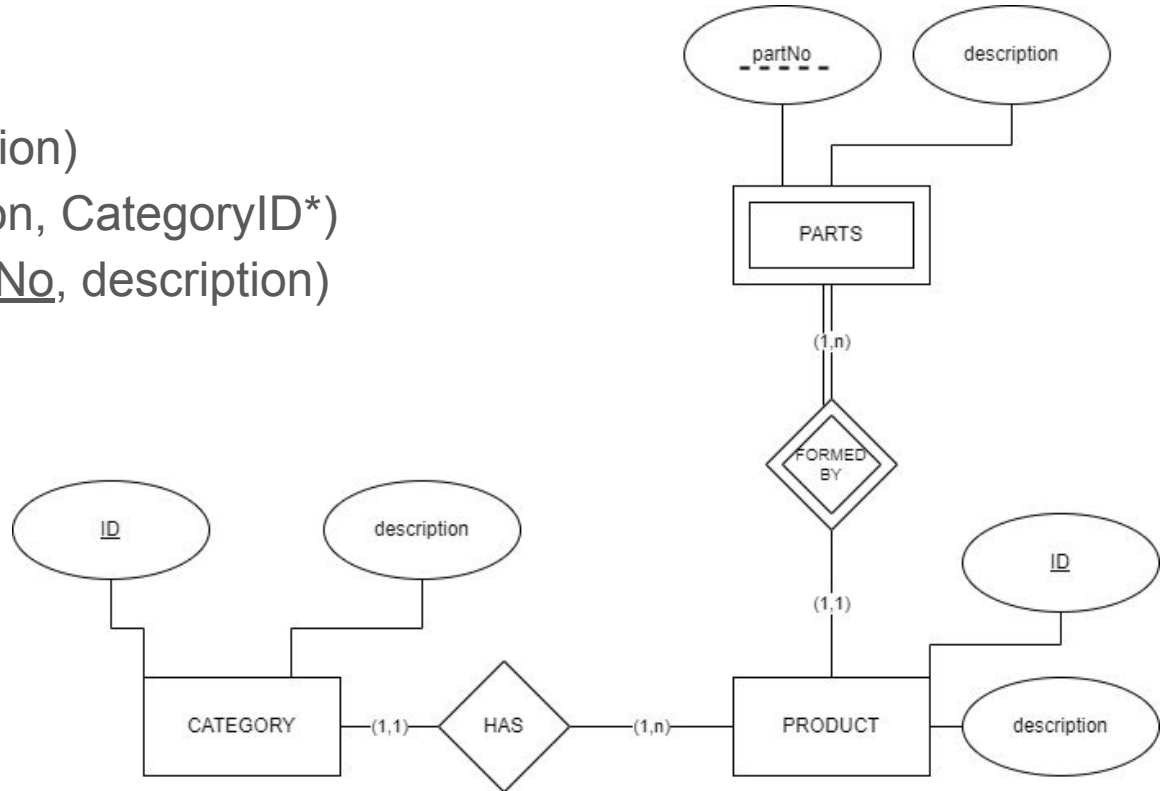 partNo
description
ion)
on, CategoryID*)
No, description)
PARTS
(1,n)
FORMED
BY
ID
description
ID
(1,1)
CATEGORY
(1,1)
HAS
(1,n)
PRODUCT
description